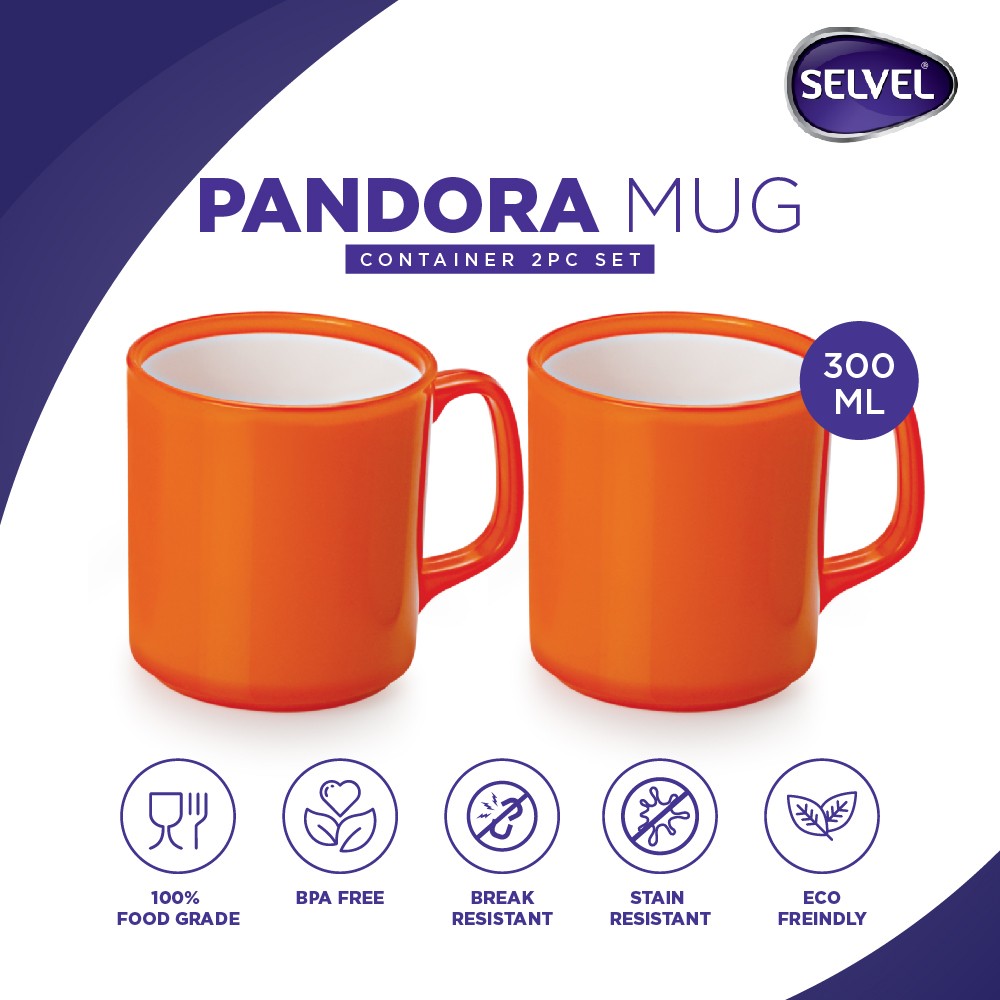 SELVEL®
PANDORA MUG
CONTAINER 2PC SET
300
ML
100%
FOOD GRADE
BPA FREE
BREAK
RESISTANT
STAIN
RESISTANT
ECO
FREINDLY